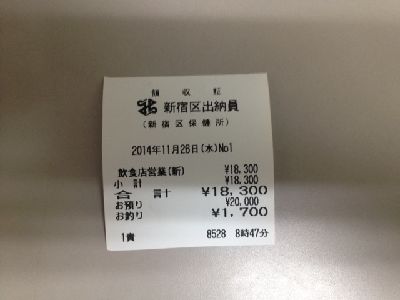 領収証
新宿区出納員
(新宿区保健所)
2014年11月26日(水)No1
飲食店営業(新) ¥18,300
小計 ¥18,300
合計 ¥18,300
お預り ¥20,000
お釣り ¥1,700
1責 8528 8時47分